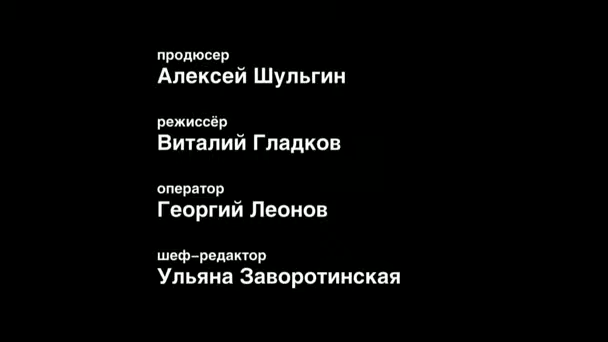 продюсер
Алексей Шульгин
режиссёр
Виталий Гладков
оператор
Георгий Леонов
шеф-редактор
Ульяна Заворотинская